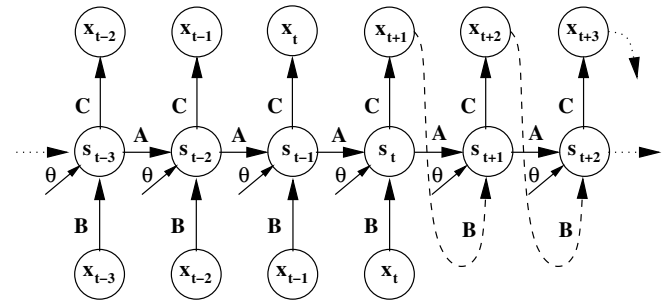 x_{t-2} x_{t-1} x_t x_{t+1} x_{t+2} x_{t+3}
C C C C C C
A A A A A
s_{t-3} s_{t-2} s_{t-1} s_t s_{t+1} s_{t+2}
θ θ θ θ θ θ
B B B B B B
x_{t-3} x_{t-2} x_{t-1} x_t